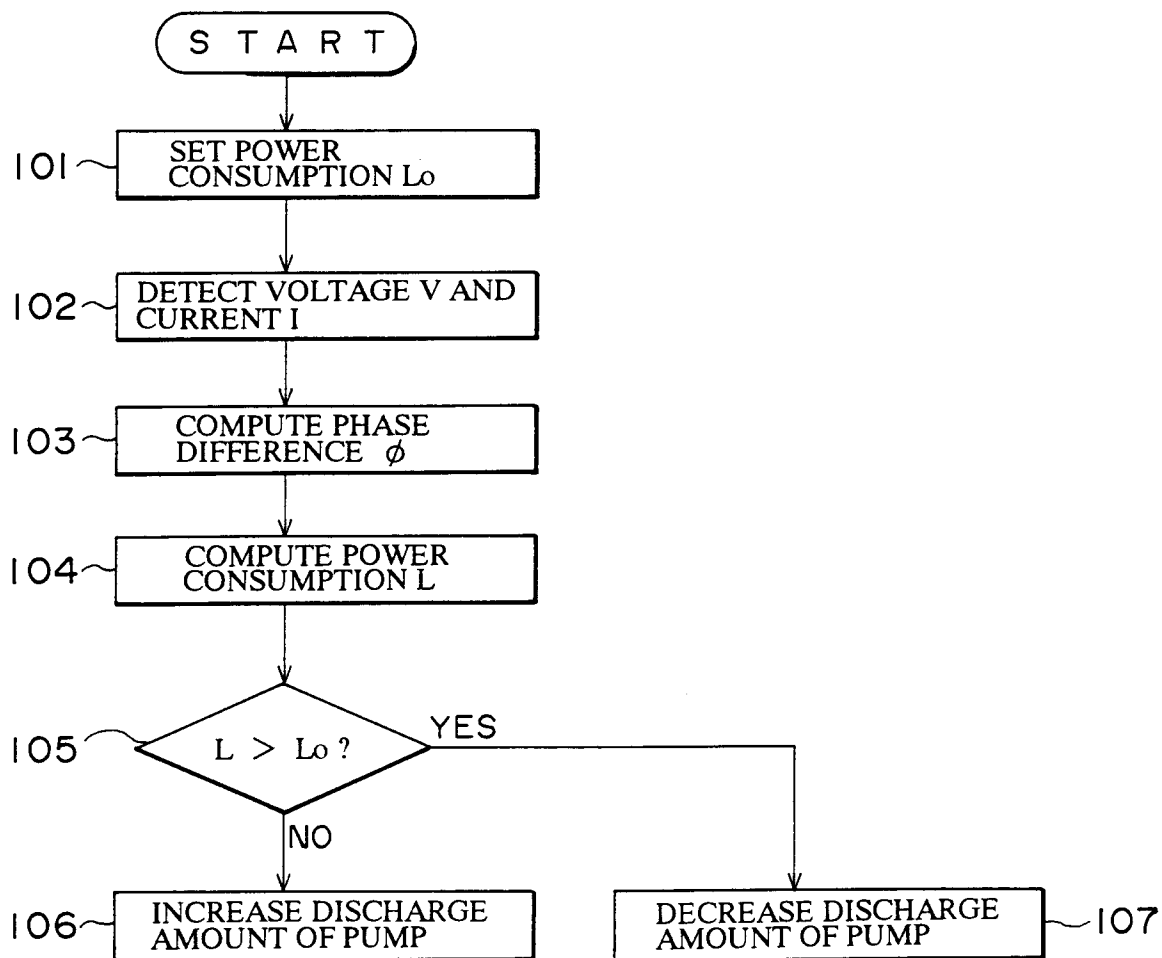 START
101
SET POWER
CONSUMPTION Lo
102
DETECT VOLTAGE V AND
CURRENT I
103
COMPUTE PHASE
DIFFERENCE ϕ
104
COMPUTE POWER
CONSUMPTION L
105
L > Lo ?
YES
NO
106
INCREASE DISCHARGE
AMOUNT OF PUMP
DECREASE DISCHARGE
AMOUNT OF PUMP
107